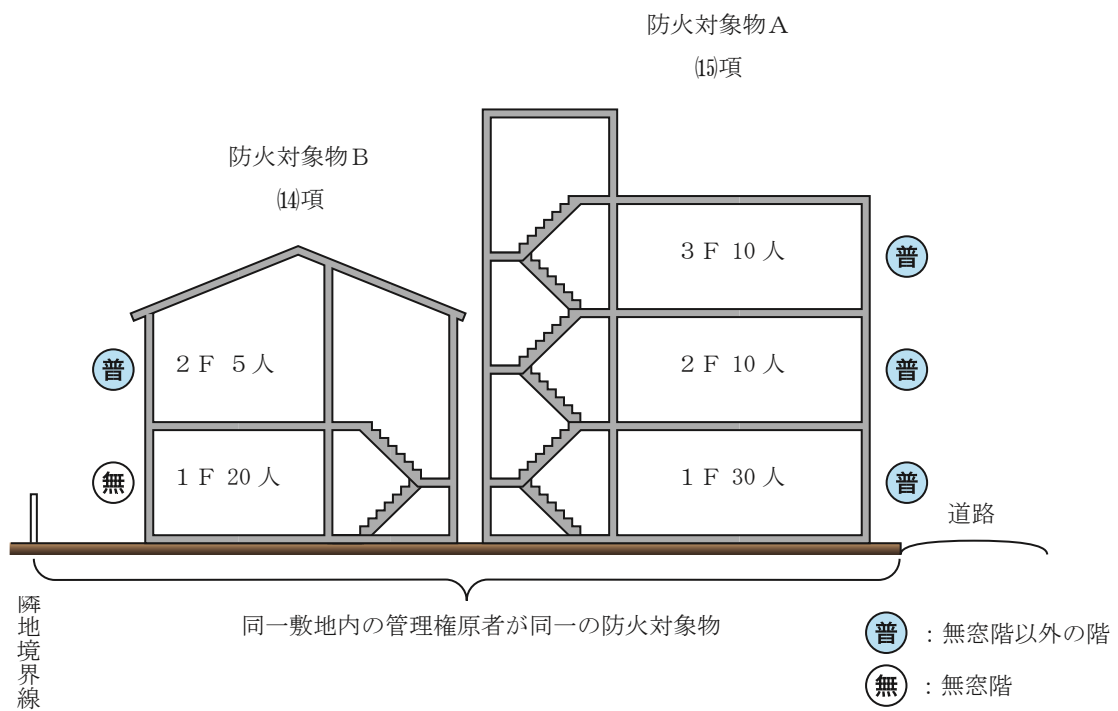 防火対象物A
⒂項
防火対象物B
⒁項
3F 10人
普
2F 5人
普
2F 10人
普
1F 20人
無
1F 30人
普
道路
隣地境界線
同一敷地内の管理権原者が同一の防火対象物
普 :無窓階以外の階
無 :無窓階